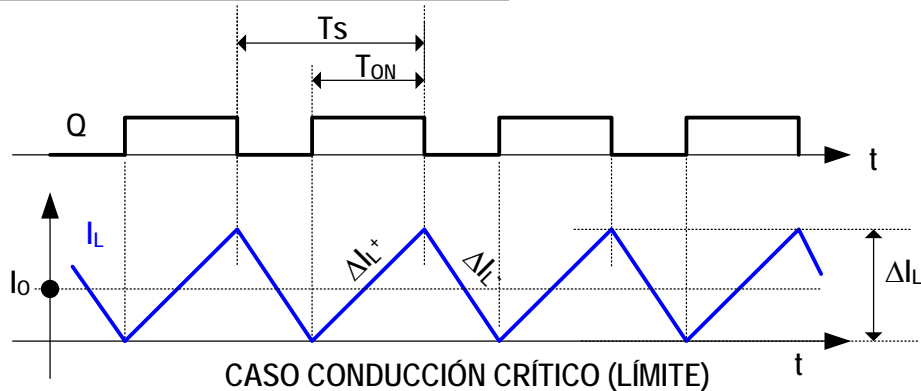 Ts
TON
Q
t
IL
ΔIL+
ΔIL-
IO
ΔIL
t
CASO CONDUCCIÓN CRÍTICO (LÍMITE)